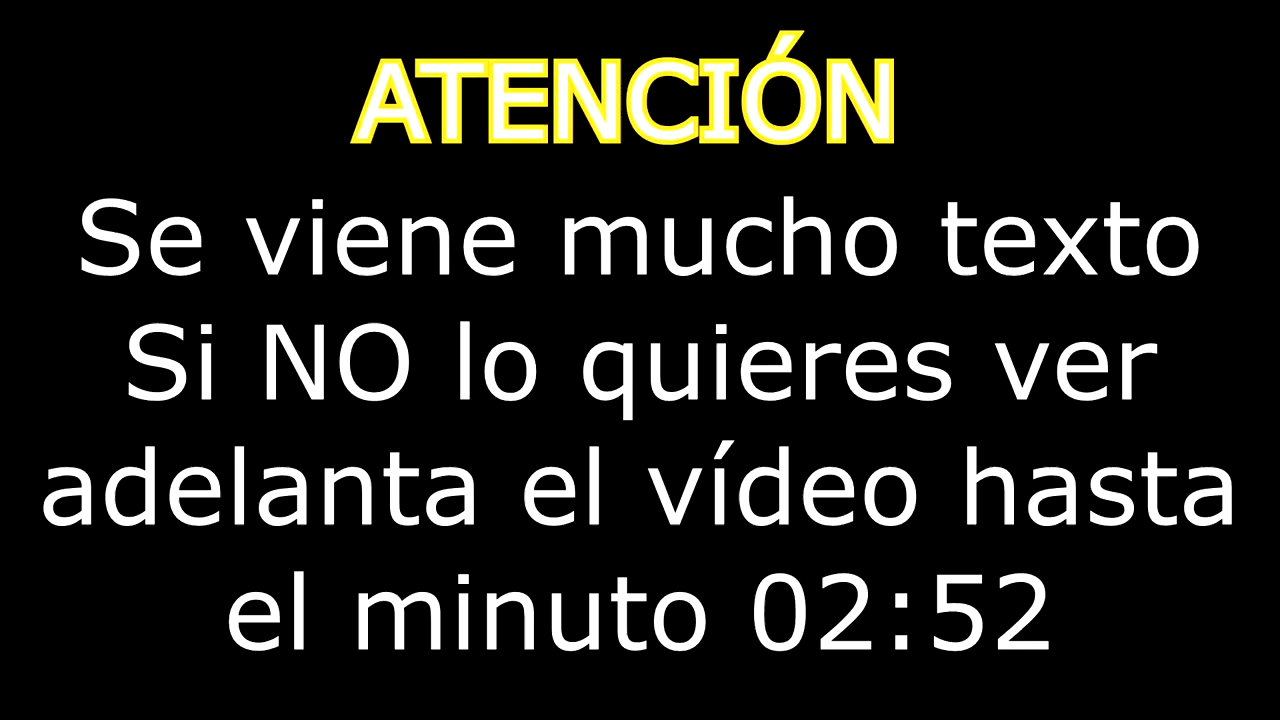 ATENCIÓN
Se viene mucho texto
Si NO lo quieres ver
adelanta el vídeo hasta
el minuto 02:52